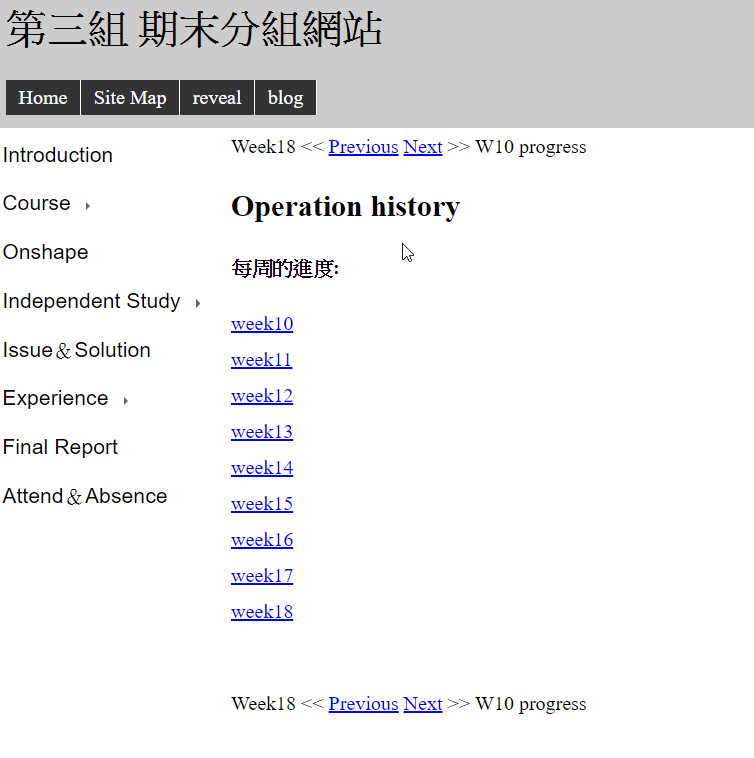 第三組 期末分組網站
Home Site Map reveal blog
Introduction
Course
Onshape
Independent Study
Issue＆Solution
Experience
Final Report
Attend＆Absence
Week18 << Previous Next >> W10 progress
Operation history
每周的進度:
week10
week11
week12
week13
week14
week15
week16
week17
week18
Week18 << Previous Next >> W10 progress